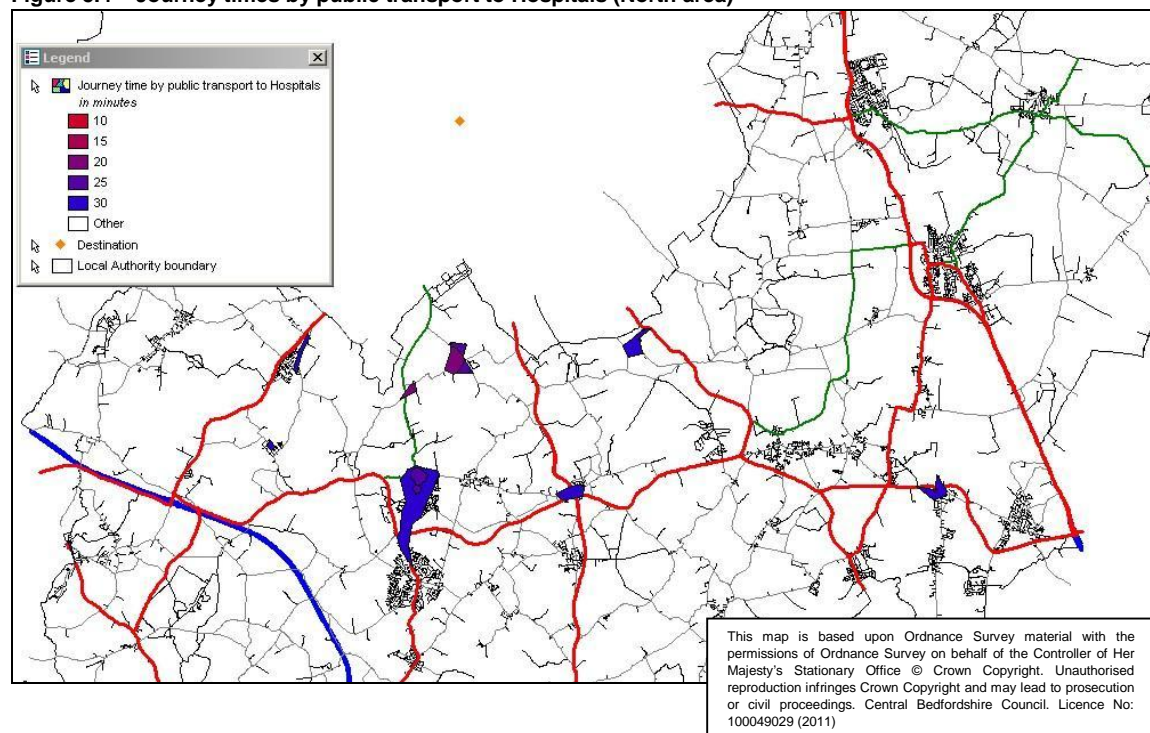 Figure Journey times by public transport to Hospitals (North area)
Legend
Journey time by public transport to Hospitals
in minutes
10
15
20
25
30
Other
Destination
Local Authority boundary
This map is based upon Ordnance Survey material with the
permissions of Ordnance Survey on behalf of the Controller of Her
Majesty's Stationary Office © Crown Copyright. Unauthorised
reproduction infringes Crown Copyright and may lead to prosecution
or civil proceedings. Central Bedfordshire Council. Licence No:
100049029 (2011)